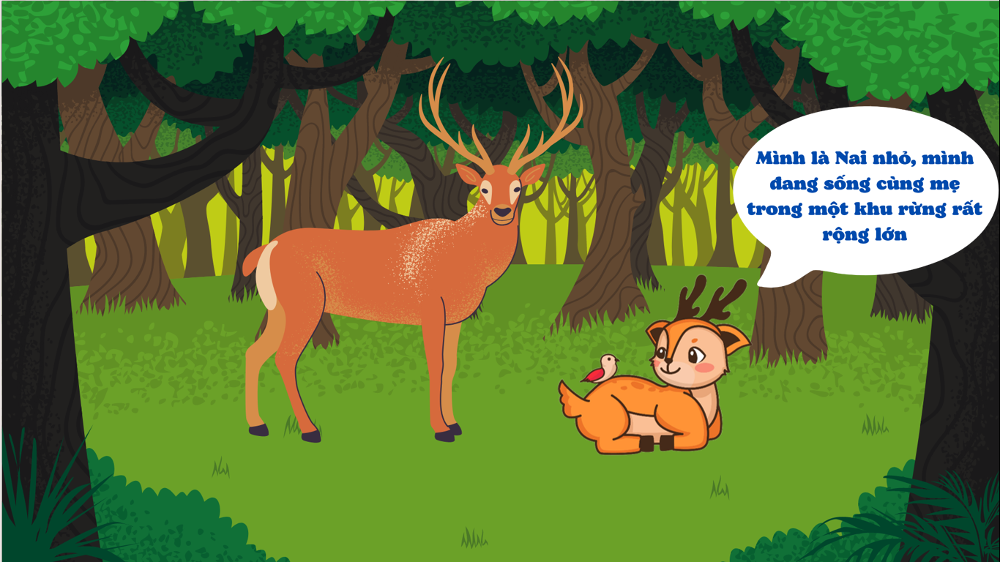 Mình là Nai nhỏ, mình
đang sống cùng mẹ
trong một khu rừng rất
rộng lớn